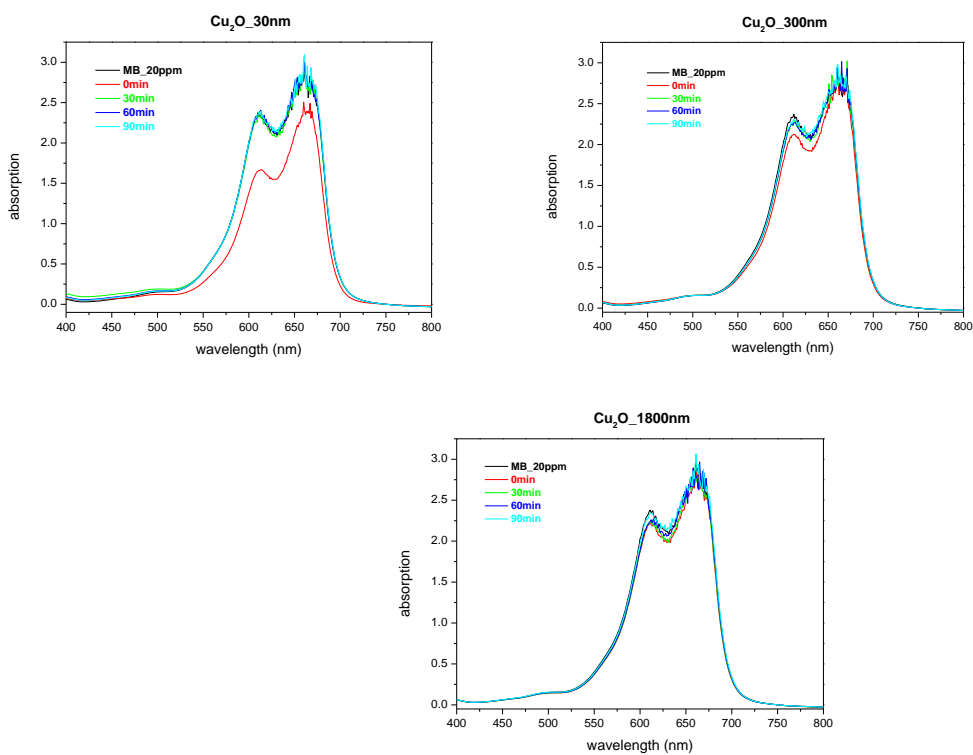 Cu₂O_30nm
MB_20ppm
0min
30min
60min
90min
3.0
2.5
2.0
1.5
1.0
0.5
0.0
absorption
400 450 500 550 600 650 700 750 800
wavelength (nm)
Cu₂O_300nm
MB_20ppm
0min
30min
60min
90min
3.0
2.5
2.0
1.5
1.0
0.5
0.0
absorption
400 450 500 550 600 650 700 750 800
wavelength (nm)
Cu₂O_1800nm
MB_20ppm
0min
30min
60min
90min
3.0
2.5
2.0
1.5
1.0
0.5
0.0
absorption
400 450 500 550 600 650 700 750 800
wavelength (nm)